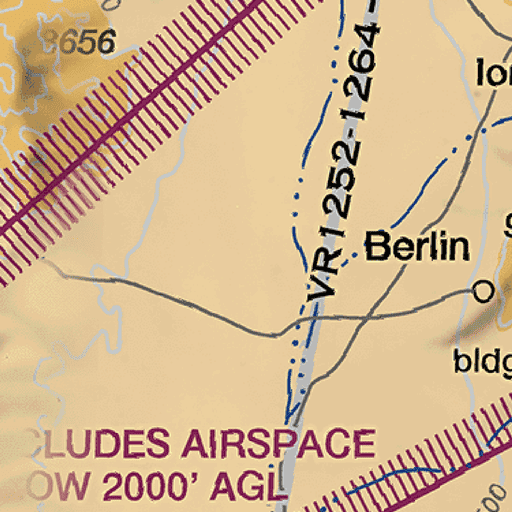 8656
VR1252-1264
Berlin
bldg
CLUDES AIRSPACE
OW 2000' AGL